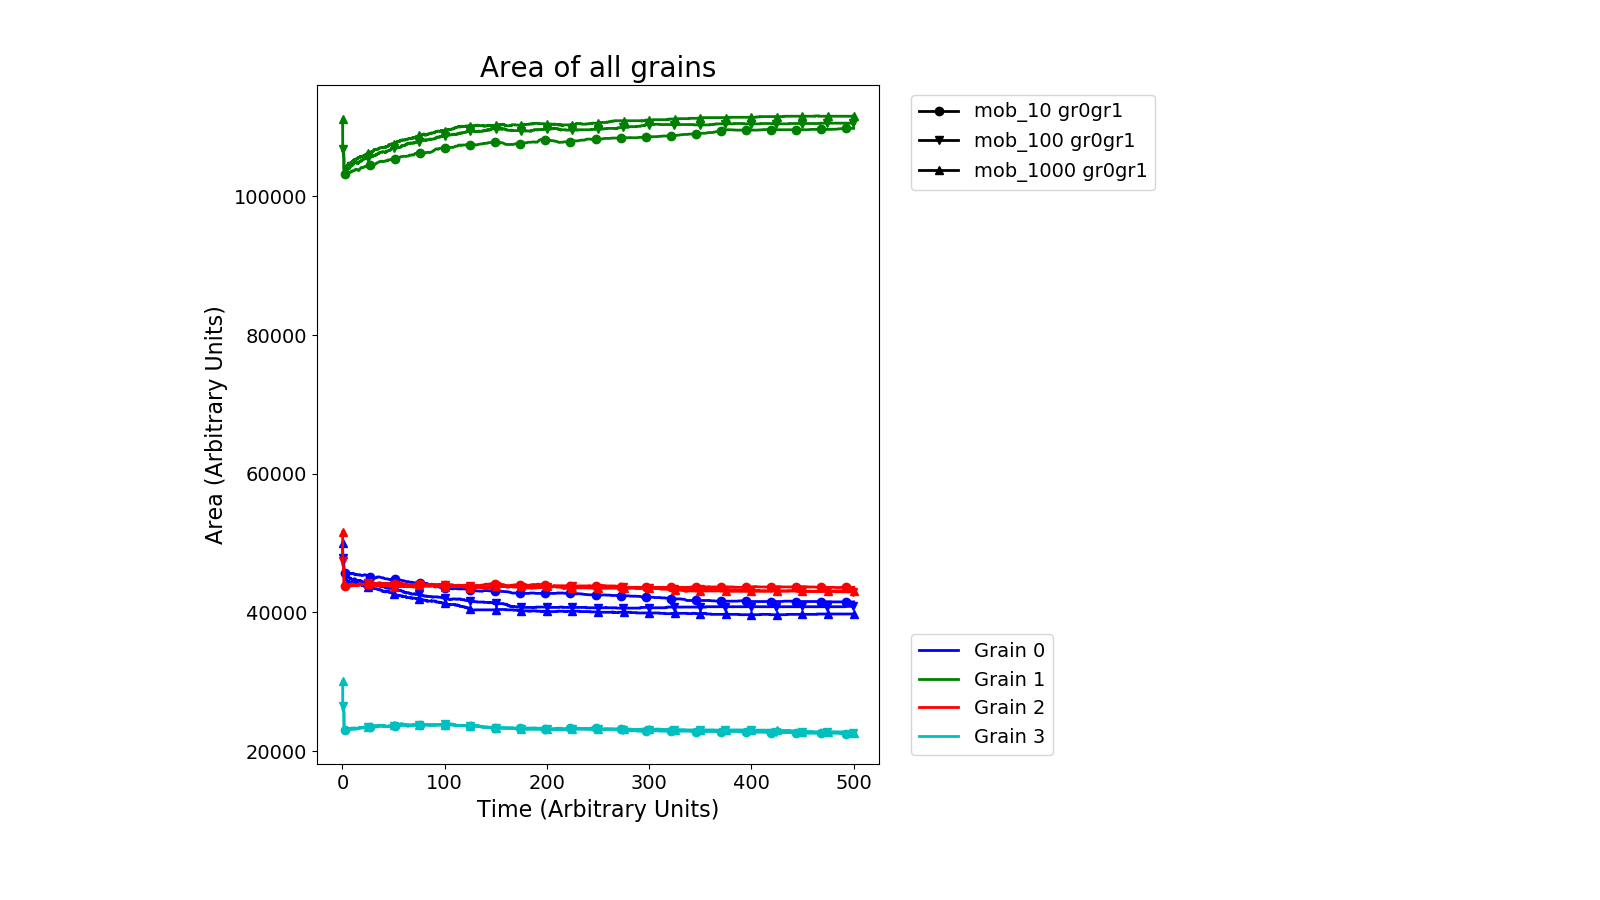 Area of all grains
mob_10 gr0gr1
mob_100 gr0gr1
mob_1000 gr0gr1
Area (Arbitrary Units)
100000
80000
60000
40000
20000
0 100 200 300 400 500
Time (Arbitrary Units)
Grain 0
Grain 1
Grain 2
Grain 3